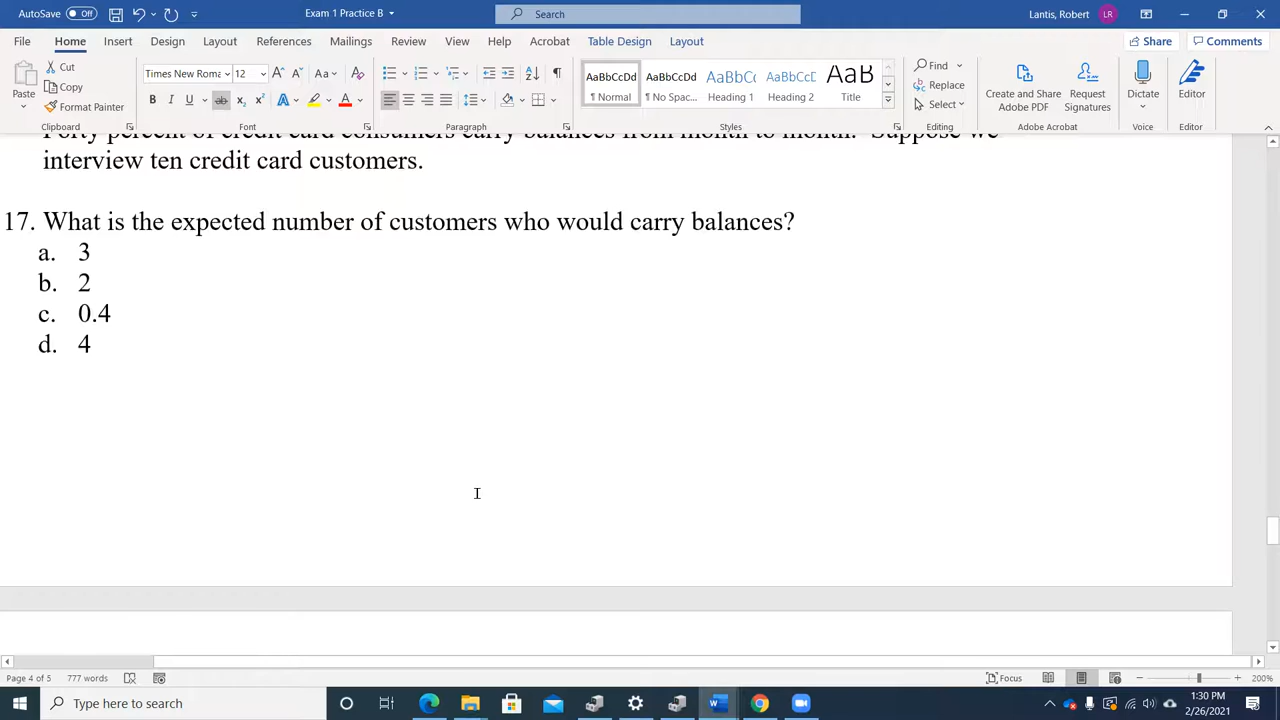 AutoSave Off Exam 1 Practice B Search Lantis, Robert LR
File Home Insert Design Layout References Mailings Review View Help Acrobat Table Design Layout Share Comments
Paste Cut Copy Format Painter
Clipboard
Times New Roma 12 Aa
B I U ab x2 x2 A A
Font
Paragraph
AaBbCcDd ¶ Normal
AaBbCcDd ¶ No Spac...
AaBbCc Heading 1
AaBbCcD Heading 2
AaB Title
Styles
Find
Replace
Select
Editing
Create and Share Adobe PDF
Request Signatures
Adobe Acrobat
Dictate
Voice
Editor
Editor
Forty percent of credit card consumers carry balances from month to month. Suppose we
interview ten credit card customers.
17. What is the expected number of customers who would carry balances?
a. 3
b. 2
c. 0.4
d. 4
Page 4 of 5 777 words Focus 200%
Type here to search 1:30 PM
2/26/2021